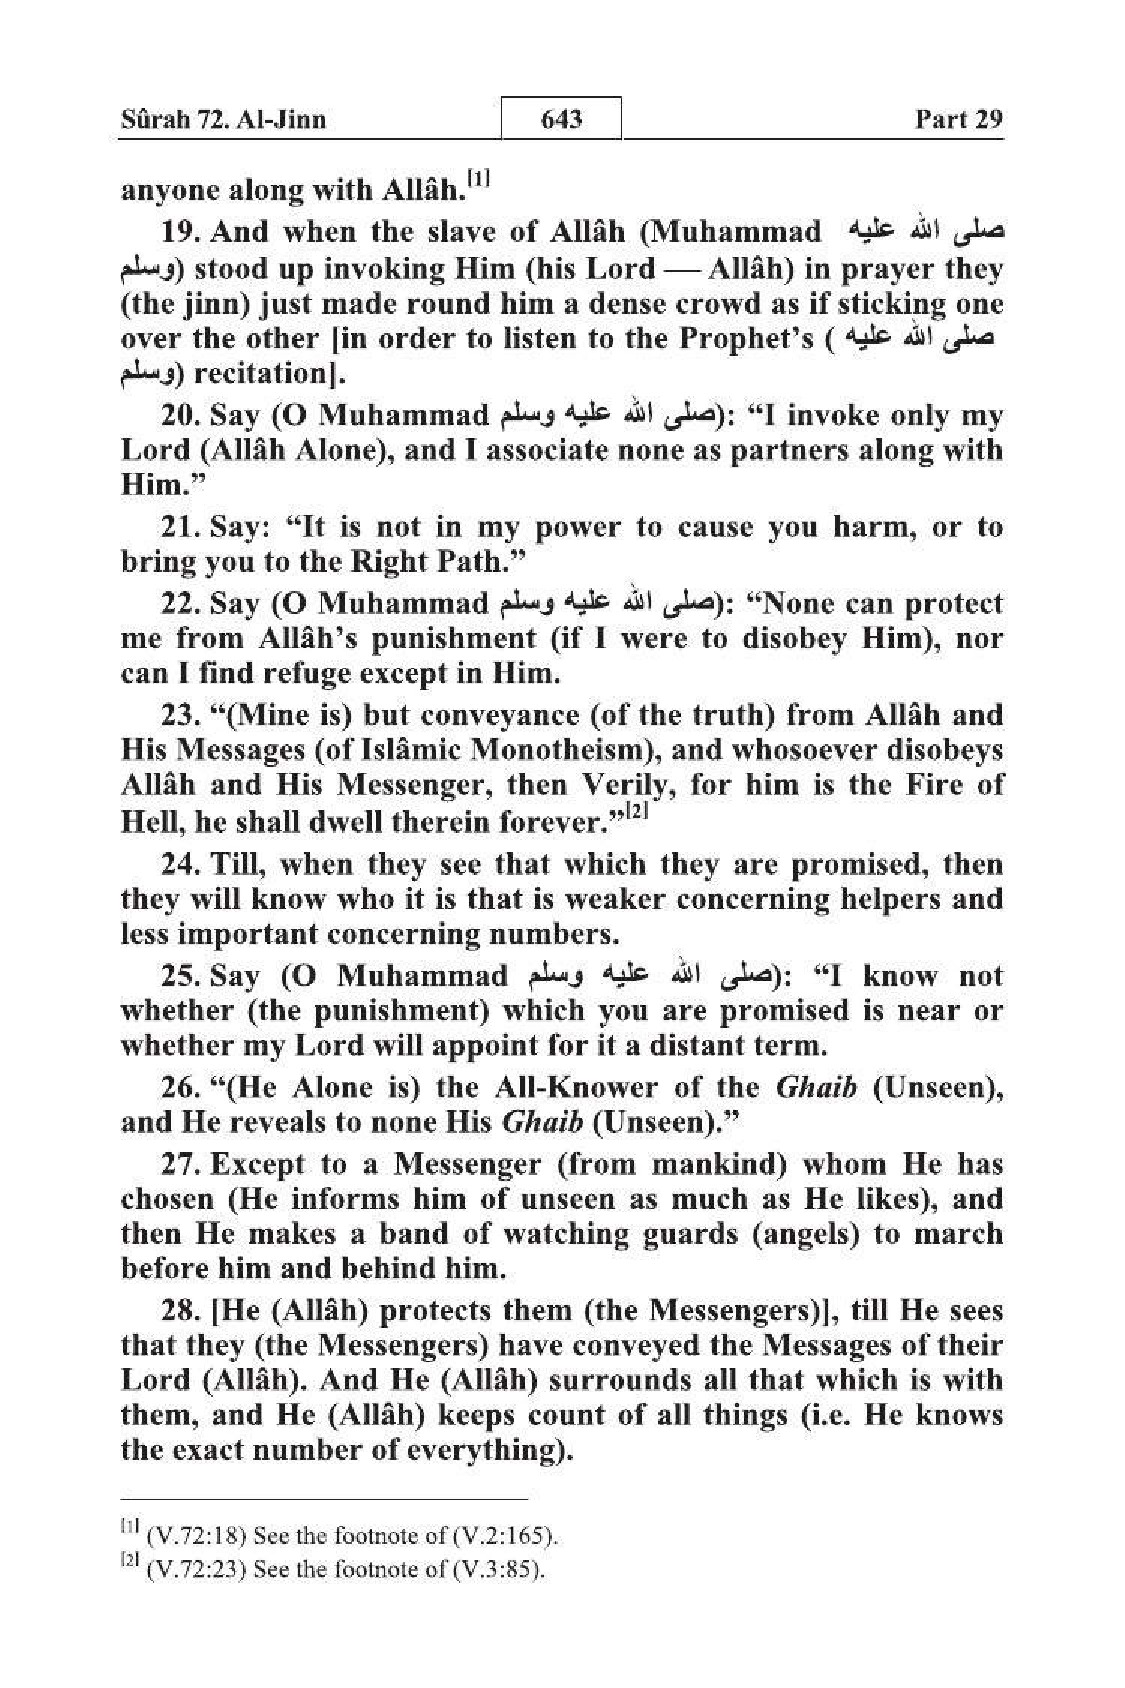 Sûrah 72. Al-Jinn 643 Part 29
anyone along with Allâh.[1]
19. And when the slave of Allâh (Muhammad صلى الله عليه
وسلم) stood up invoking Him (his Lord — Allâh) in prayer they
(the jinn) just made round him a dense crowd as if sticking one
over the other [in order to listen to the Prophet’s ( صلى الله عليه
وسلم) recitation].
20. Say (O Muhammad صلى الله عليه وسلم): “I invoke only my
Lord (Allâh Alone), and I associate none as partners along with
Him.”
21. Say: “It is not in my power to cause you harm, or to
bring you to the Right Path.”
22. Say (O Muhammad صلى الله عليه وسلم): “None can protect
me from Allâh’s punishment (if I were to disobey Him), nor
can I find refuge except in Him.
23. “(Mine is) but conveyance (of the truth) from Allâh and
His Messages (of Islâmic Monotheism), and whosoever disobeys
Allâh and His Messenger, then Verily, for him is the Fire of
Hell, he shall dwell therein forever.”[2]
24. Till, when they see that which they are promised, then
they will know who it is that is weaker concerning helpers and
less important concerning numbers.
25. Say (O Muhammad صلى الله عليه وسلم): “I know not
whether (the punishment) which you are promised is near or
whether my Lord will appoint for it a distant term.
26. “(He Alone is) the All-Knower of the Ghaib (Unseen),
and He reveals to none His Ghaib (Unseen).”
27. Except to a Messenger (from mankind) whom He has
chosen (He informs him of unseen as much as He likes), and
then He makes a band of watching guards (angels) to march
before him and behind him.
28. [He (Allâh) protects them (the Messengers)], till He sees
that they (the Messengers) have conveyed the Messages of their
Lord (Allâh). And He (Allâh) surrounds all that which is with
them, and He (Allâh) keeps count of all things (i.e. He knows
the exact number of everything).
[1] (V.72:18) See the footnote of (V.2:165).
[2] (V.72:23) See the footnote of (V.3:85).